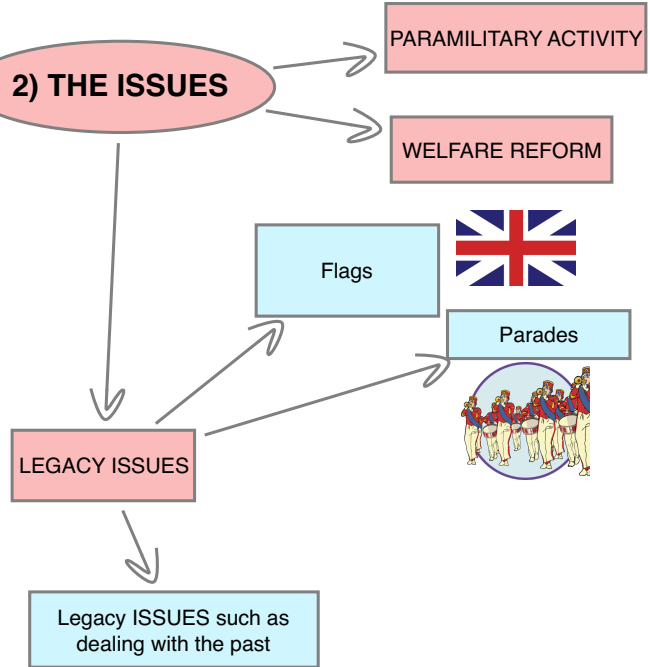 PARAMILITARY ACTIVITY
2) THE ISSUES
WELFARE REFORM
Flags
Parades
LEGACY ISSUES
Legacy ISSUES such as
dealing with the past